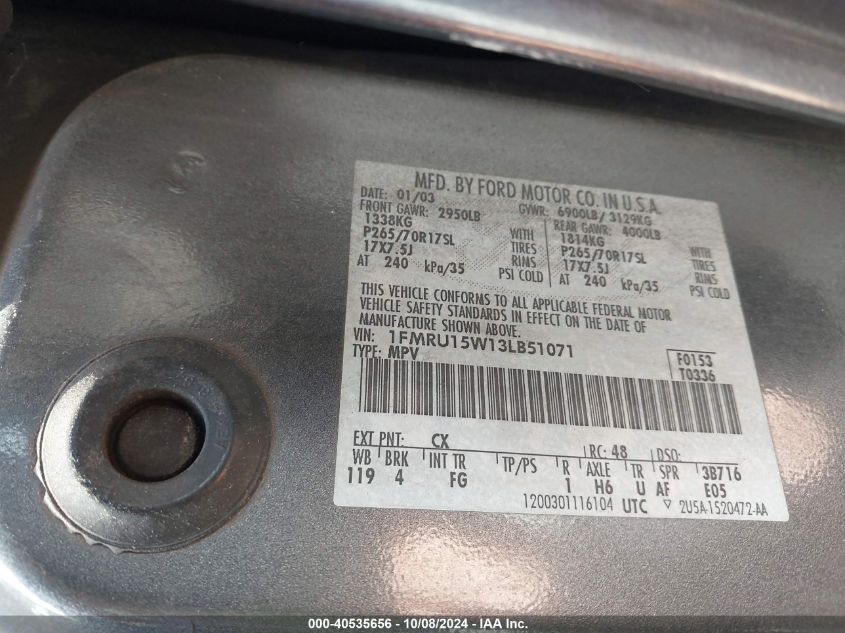 MFD. BY FORD MOTOR CO. IN U.S.A.
DATE: 01/03 GVWR: 6900LB/ 3129KG
FRONT GAWR: 2950LB REAR GAWR: 4000LB
1338KG WITH 1814KG WITH
P265/70R17SL TIRES P265/70R17SL TIRES
17X7.5J RIMS 17X7.5J RIMS
AT 240 kPa/35 PSI COLD AT 240 kPa/35 PSI COLD
THIS VEHICLE CONFORMS TO ALL APPLICABLE FEDERAL MOTOR
VEHICLE SAFETY STANDARDS IN EFFECT ON THE DATE OF
MANUFACTURE SHOWN ABOVE.
VIN: 1FMRU15W13LB51071
TYPE: MPV F0153
T0336
EXT PNT: CX RC: 48 DSO:
WB BRK INT TR TP/PS R AXLE TR SPR 3B716
119 4 FG 1 H6 U AF E05
1200301116104 UTC ▽ 2U5A-1520472-AA
000-40535656 - 10/08/2024 - IAA Inc.